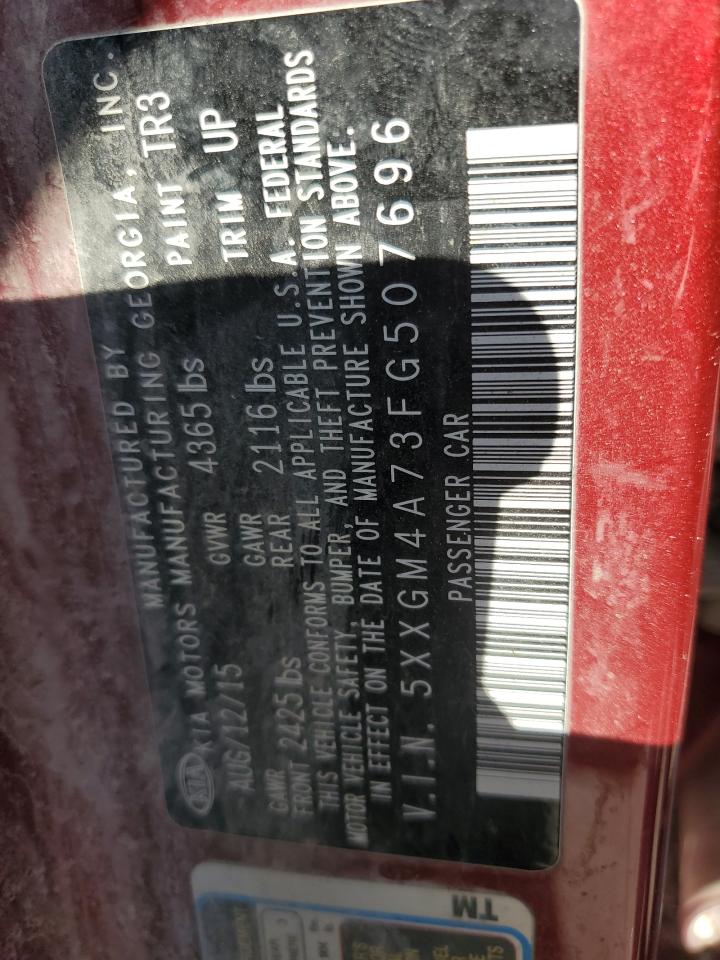 MANUFACTURED BY
KIA KIA MOTORS MANUFACTURING GEORGIA, INC.
AUG/12/15 GVWR 4365 lbs PAINT TR3
GAWR GAWR
FRONT 2425 lbs REAR 2116 lbs TRIM UP
THIS VEHICLE CONFORMS TO ALL APPLICABLE U.S.A. FEDERAL
MOTOR VEHICLE SAFETY, BUMPER, AND THEFT PREVENTION STANDARDS
IN EFFECT ON THE DATE OF MANUFACTURE SHOWN ABOVE.
V.I.N. 5XXGM4A73FG507696
PASSENGER CAR
TM